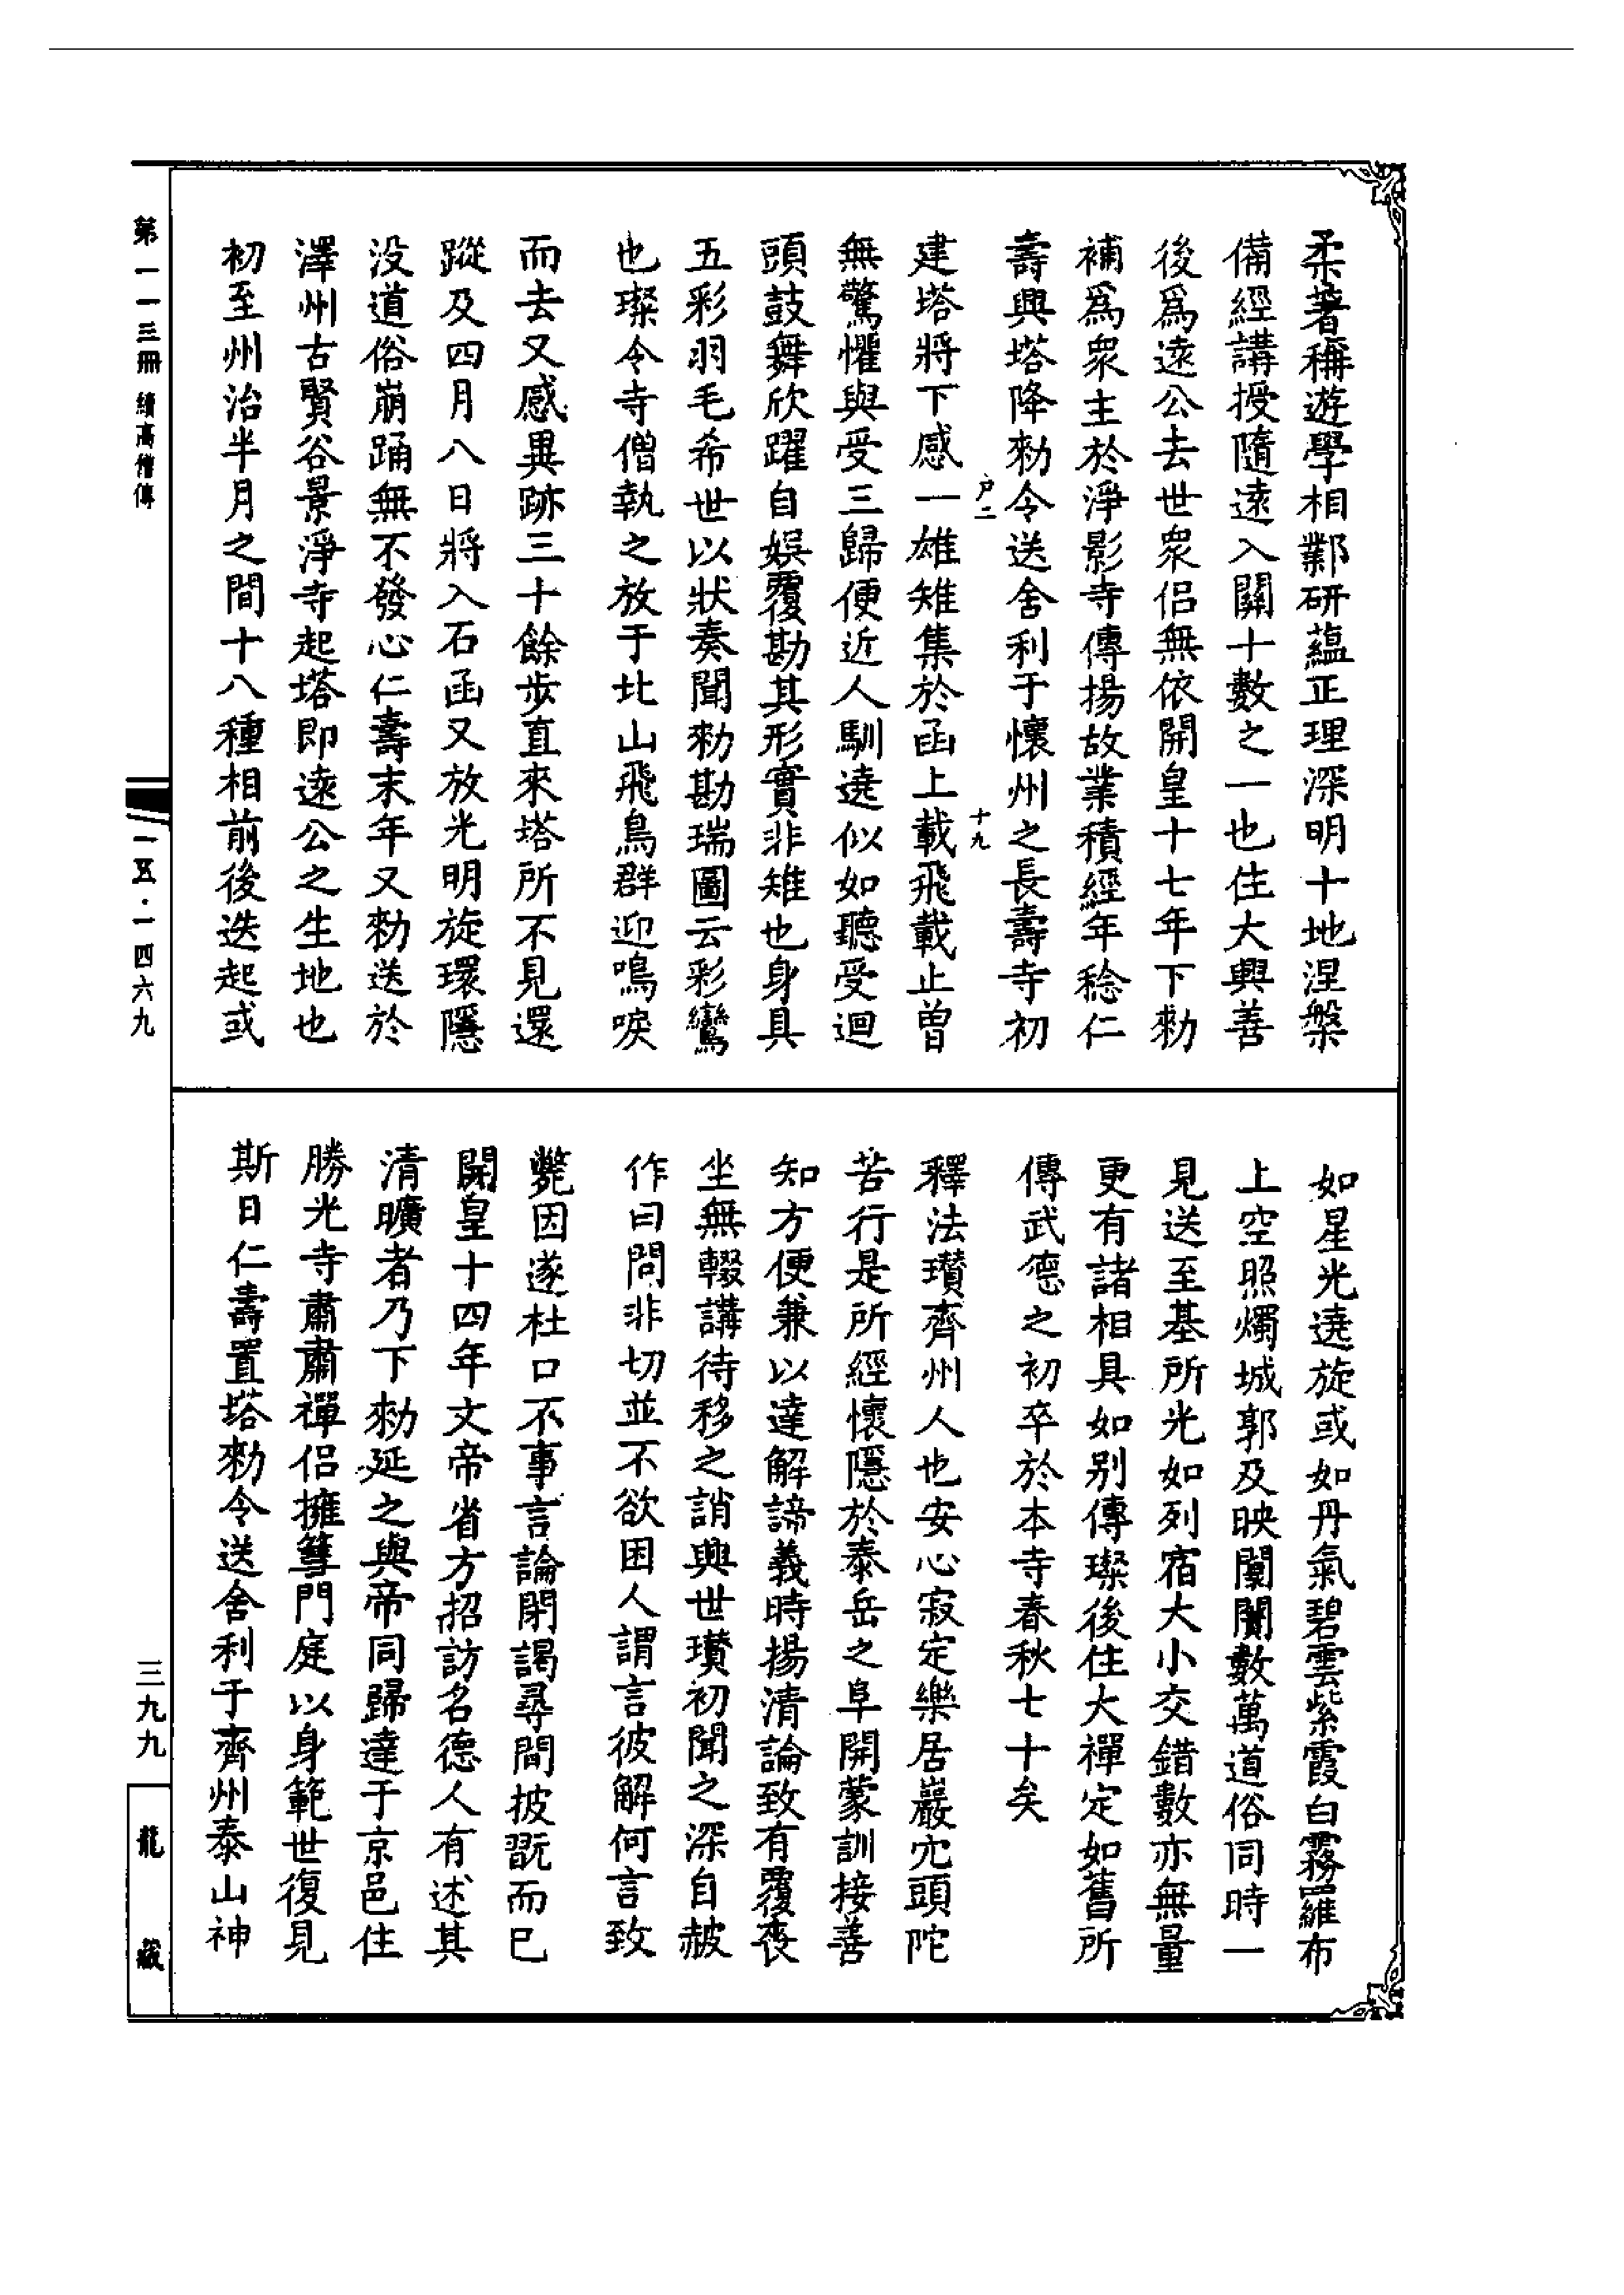 柔著稱遊學相鄴研藴正理深明十地涅槃
備經講授隨逺入關十數之一也住大興善
後爲逺公去世衆侣無依開皇十七年下勑
補爲衆主於淨影寺傳揚故業積經年稔仁
壽興塔降勑令送舍利于懷州之長壽寺初
户二 十九
建塔將下感一雄雉集於函上載飛載止曽
無驚懼與受三歸便近人馴遶似如聽受迴
頭鼓舞欣躍自娯覆勘其形實非雉也身具
五彩羽毛希世以狀奏聞勑勘瑞圖云彩鸞
也璨令寺僧執之放于北山飛鳥群迎鳴唳
而去又感異跡三十餘步直來塔所不見還
蹤及四月八日將入石函又放光明旋環隱
没道俗崩踊無不發心仁壽末年又勑送於
澤州古賢谷景淨寺起塔即逺公之生地也
初至州治半月之間十八種相前後迭起或
如星光遶旋或如丹氣碧雲紫霞白霧羅布
上空照燭城郭及映闤闠數萬道俗同時一
見送至基所光如列宿大小交錯數亦無量
更有諸相具如别傳璨後住大禪定如舊所
傳武德之初卒於本寺春秋七十矣
釋法瓚齊州人也安心寂定樂居巖穴頭陀
苦行是所經懷隱於泰岳之阜開蒙訓接善
知方便兼以達解諦義時揚清論致有覆喪
坐無輟講待移之誚興世瓚初聞之深自赧
作曰問非切並不欲困人謂言彼解何言致
斃因遂杜口不事言論閉謁尋間披翫而已
開皇十四年文帝省方招訪名德人有述其
清曠者乃下勑延之與帝同歸達于京邑住
勝光寺肅肅禪侣擁篲門庭以身範世復見
斯日仁壽置塔勑令送舍利于齊州泰山神
第一一三冊 續高僧傳
一五·一四六九
三九九
龍藏